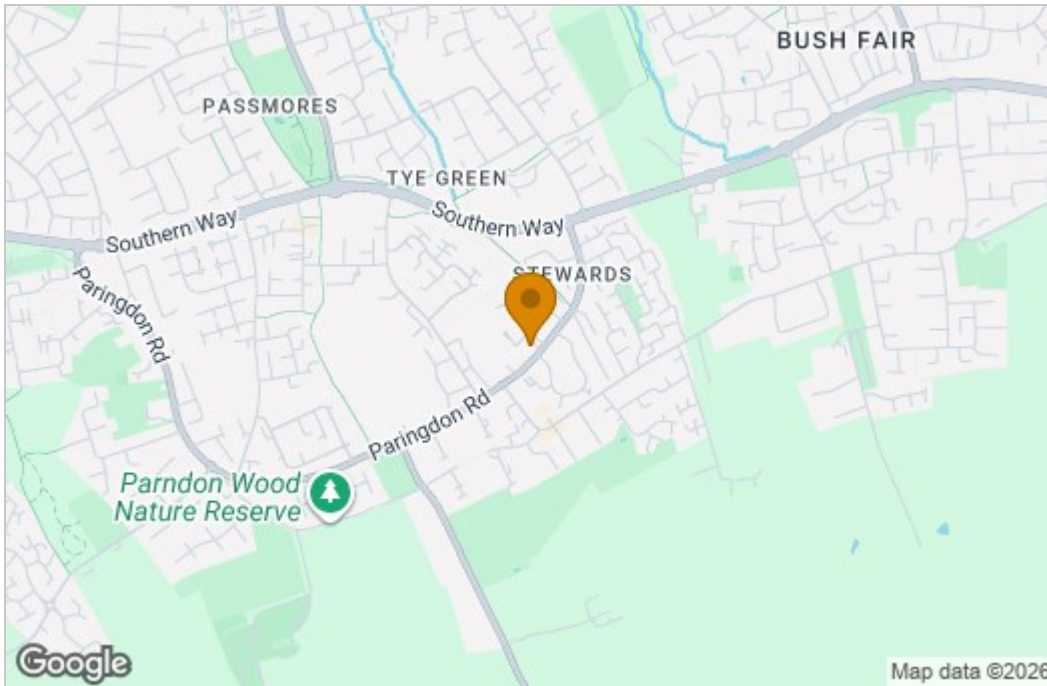 BUSH FAIR
PASSMORES
TYE GREEN
Southern Way
Southern Way
STEWARDS
Paringdon Rd
Paringdon Rd
Parndon Wood
Nature Reserve
Google
Map data ©2026